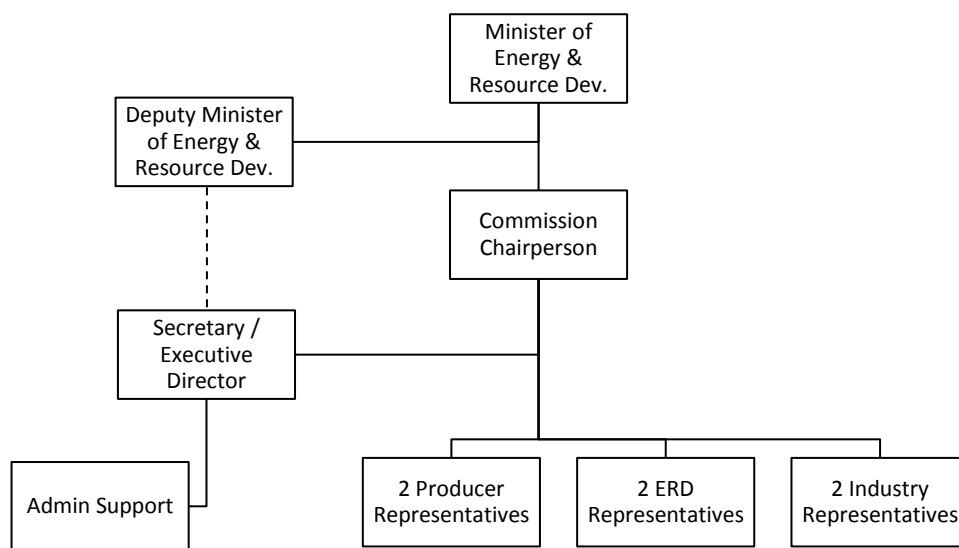 Minister of
Energy &
Resource Dev.
Deputy Minister
of Energy &
Resource Dev.
Commission
Chairperson
Secretary /
Executive
Director
Admin Support
2 Producer
Representatives
2 ERD
Representatives
2 Industry
Representatives